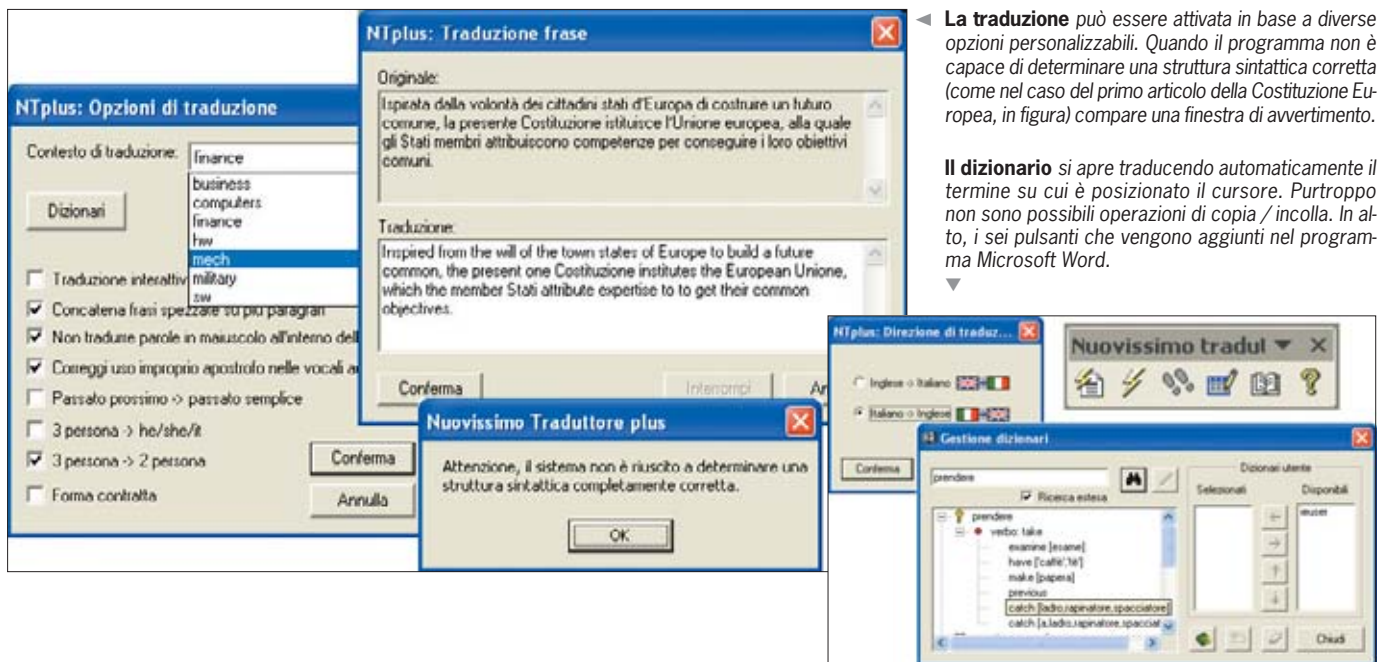 NTplus: Opzioni di traduzione
Contesto di traduzione:
finance
business
computers
finance
hw
mech
military
sw
Dizionari
Traduzione interattiv
Concatena frasi spezzate su più paragrafi
Non tradurre parole in maiuscolo all'interno dell
Correggi uso improprio apostrofo nelle vocali a
Passato prossimo -> passato semplice
3 persona -> he/she/it
3 persona -> 2 persona
Forma contratta
Conferma
Annulla
NTplus: Traduzione frase
Originale:
Ispirata dalla volontà dei cittadini stati d'Europa di costruire un futuro
comune, la presente Costituzione istituisce l'Unione europea, alla quale
gli Stati membri attribuiscono competenze per conseguire i loro obiettivi
comuni.
Traduzione:
Inspired from the will of the town states of Europe to build a future
common, the present one Costituzione institutes the European Unione,
which the member Stati attribute expertise to to get their common
objectives.
Conferma
Interrompi
An
Nuovissimo Traduttore plus
Attenzione, il sistema non è riuscito a determinare una
struttura sintattica completamente corretta.
OK
La traduzione può essere attivata in base a diverse
opzioni personalizzabili. Quando il programma non è
capace di determinare una struttura sintattica corretta
(come nel caso del primo articolo della Costituzione Eu-
ropea, in figura) compare una finestra di avvertimento.
Il dizionario si apre traducendo automaticamente il
termine su cui è posizionato il cursore. Purtroppo
non sono possibili operazioni di copia / incolla. In al-
to, i sei pulsanti che vengono aggiunti nel program-
ma Microsoft Word.
NTplus: Direzione di traduz...
Inglese -> Italiano
Italiano -> Inglese
Conferma
Nuovissimo tradut
Gestione dizionari
prendere
Ricerca estesa
prendere
verbo: take
examine [esame]
have ['caffè','tè']
make [papera]
previous
catch [ladro,rapinatore,spacciatore]
catch [a,ladro,rapinatore,spacciat
Dizionari utente
Selezionati
Disponibili
ieuser
Chiudi